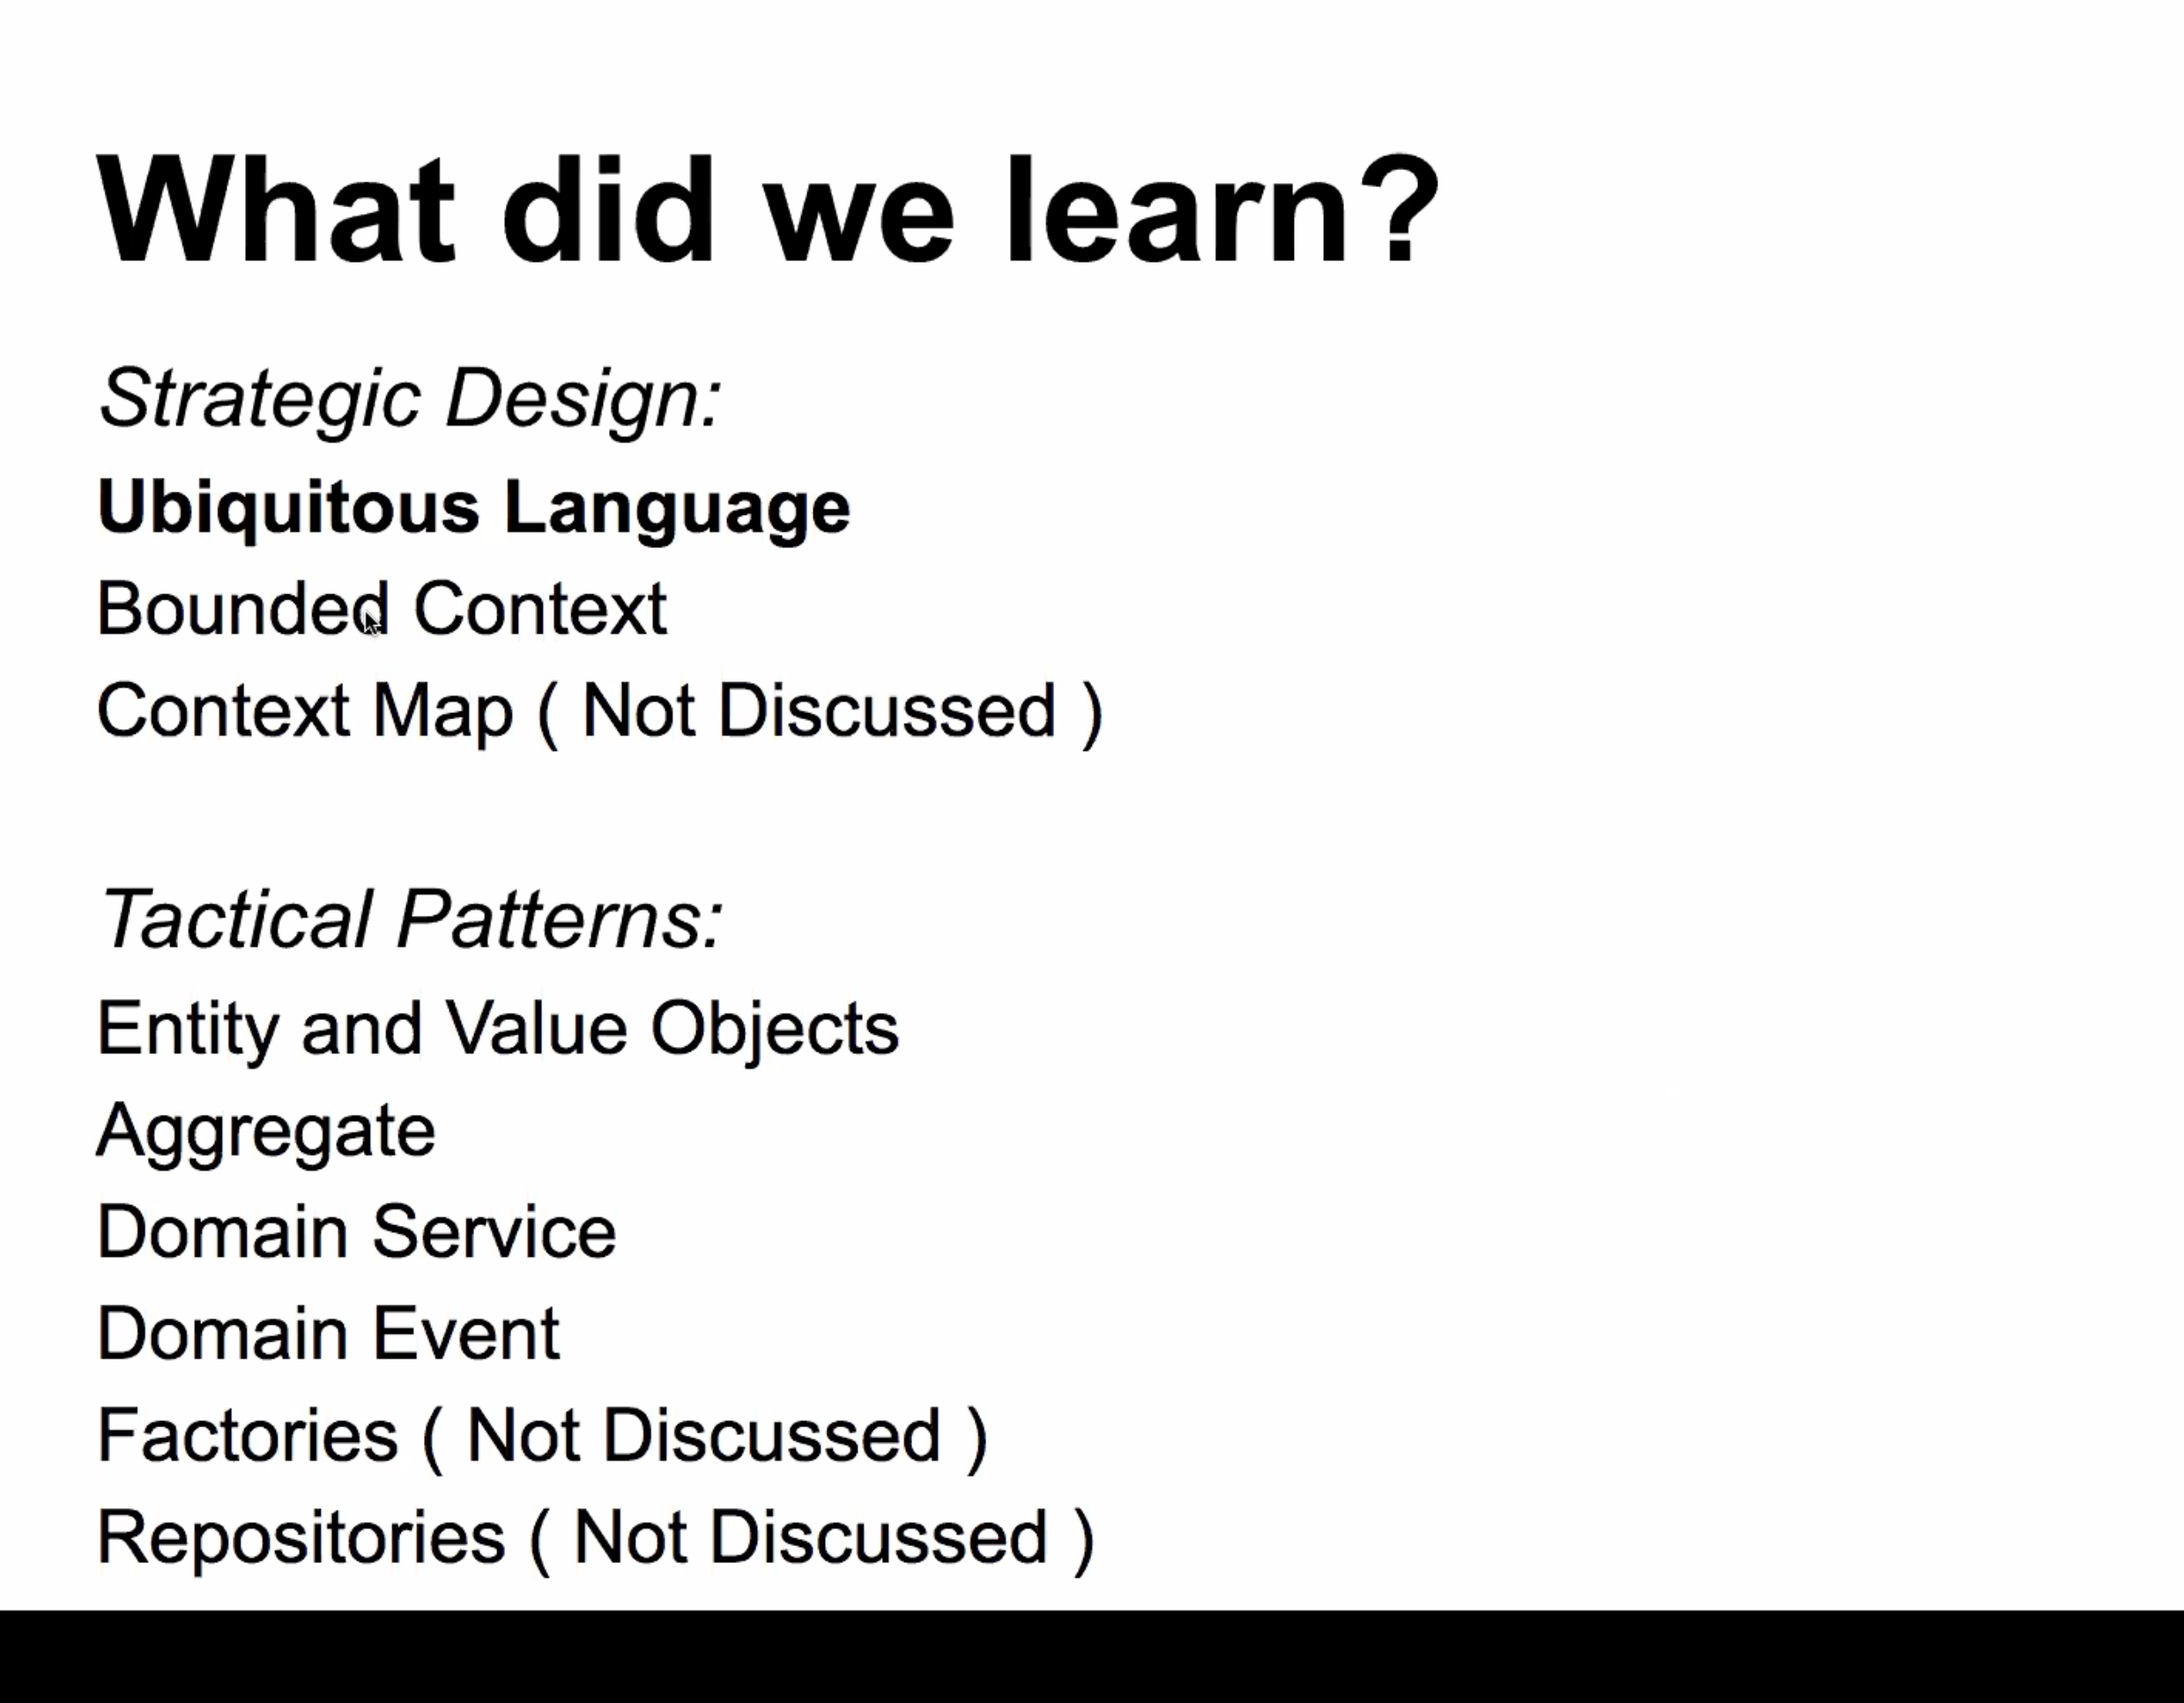 What did we learn?
Strategic Design:
Ubiquitous Language
Bounded Context
Context Map ( Not Discussed )
Tactical Patterns:
Entity and Value Objects
Aggregate
Domain Service
Domain Event
Factories ( Not Discussed )
Repositories ( Not Discussed )